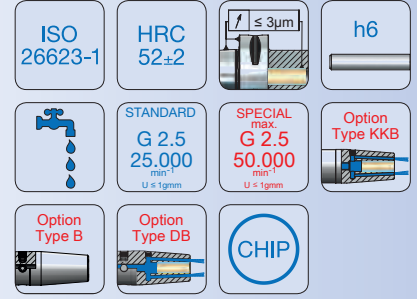 ISO
26623-1
HRC
52±2
↗ ≤ 3µm
h6
STANDARD
G 2.5
25.000
min-1
U ≤ 1gmm
SPECIAL
max.
G 2.5
50.000
min-1
U ≤ 1gmm
Option
Type KKB
Option
Type B
Option
Type DB
CHIP